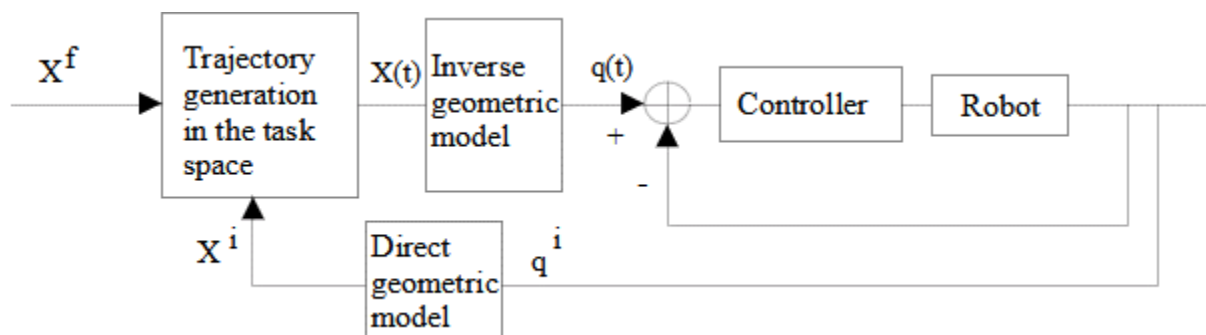 X^f
Trajectory
generation
in the task
space
X(t)
Inverse
geometric
model
q(t)
+
-
Controller
Robot
X^i
Direct
geometric
model
q^i